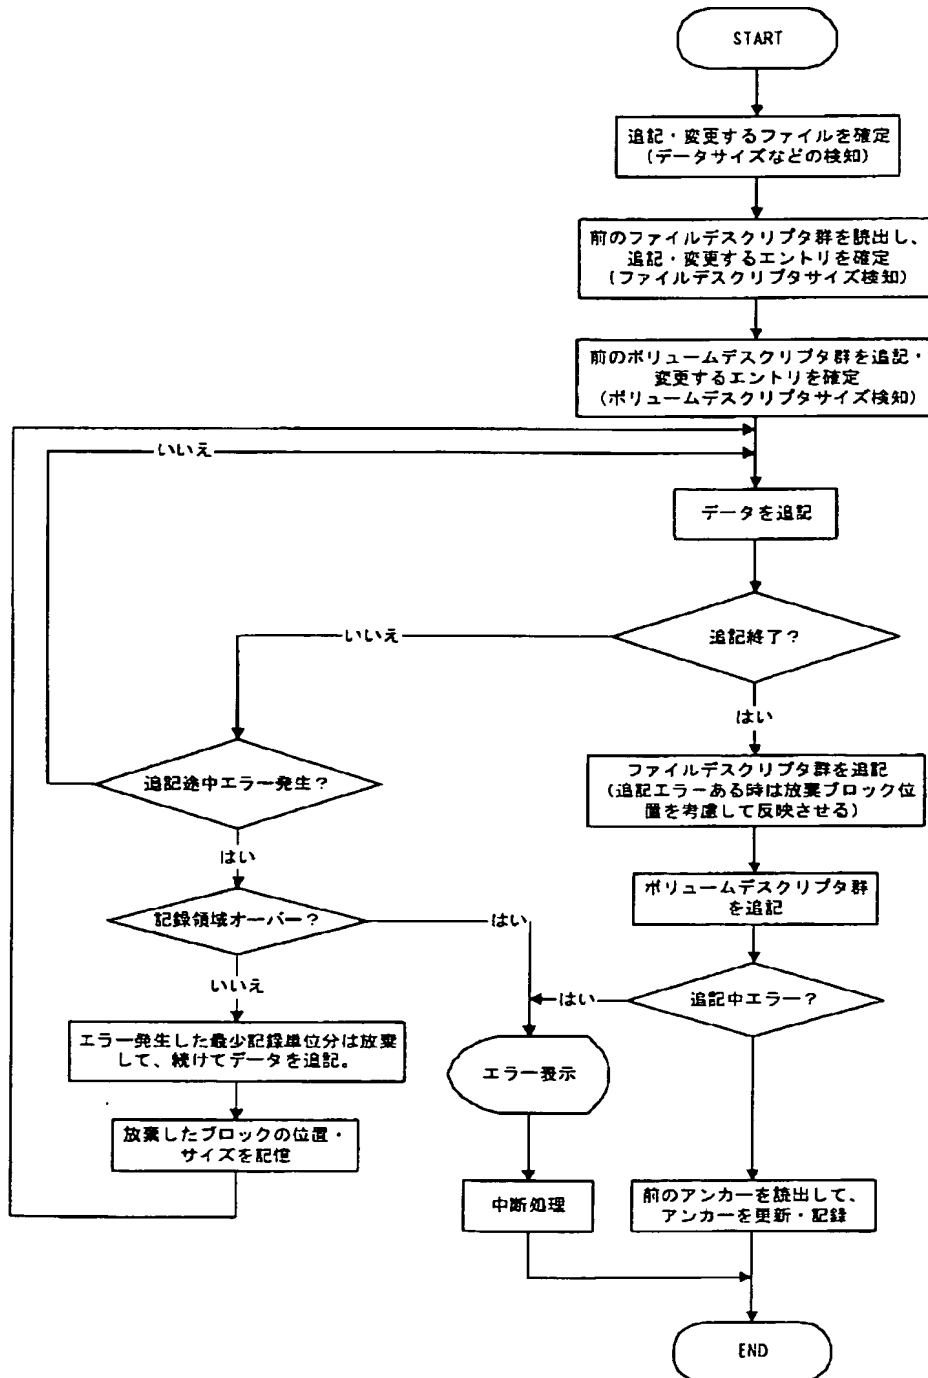 START
追記・変更するファイルを確定
(データサイズなどの検知)
前のファイルデスクリプタ群を読出し、
追記・変更するエントリを確定
(ファイルデスクリプタサイズ検知)
前のボリュームデスクリプタ群を追記・
変更するエントリを確定
(ボリュームデスクリプタサイズ検知)
いいえ
データを追記
追記終了？
いいえ
はい
追記途中エラー発生？
はい
ファイルデスクリプタ群を追記
(追記エラーある時は放棄ブロック位
置を考慮して反映させる)
記録領域オーバー？
はい
いいえ
ボリュームデスクリプタ群
を追記
追記中エラー？
はい
エラー発生した最少記録単位分は放棄
して、続けてデータを追記。
エラー表示
放棄したブロックの位置・
サイズを記憶
中断処理
前のアンカーを読出して、
アンカーを更新・記録
END